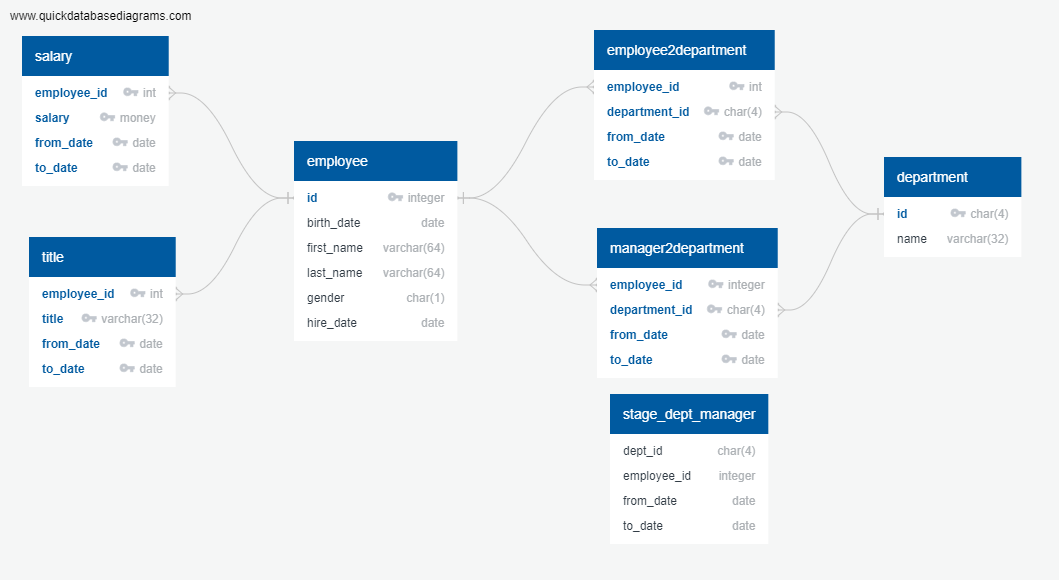 www.quickdatabasediagrams.com
salary
employee_id int
salary money
from_date date
to_date date
title
employee_id int
title varchar(32)
from_date date
to_date date
employee
id integer
birth_date date
first_name varchar(64)
last_name varchar(64)
gender char(1)
hire_date date
employee2department
employee_id int
department_id char(4)
from_date date
to_date date
manager2department
employee_id integer
department_id char(4)
from_date date
to_date date
stage_dept_manager
dept_id char(4)
employee_id integer
from_date date
to_date date
department
id char(4)
name varchar(32)